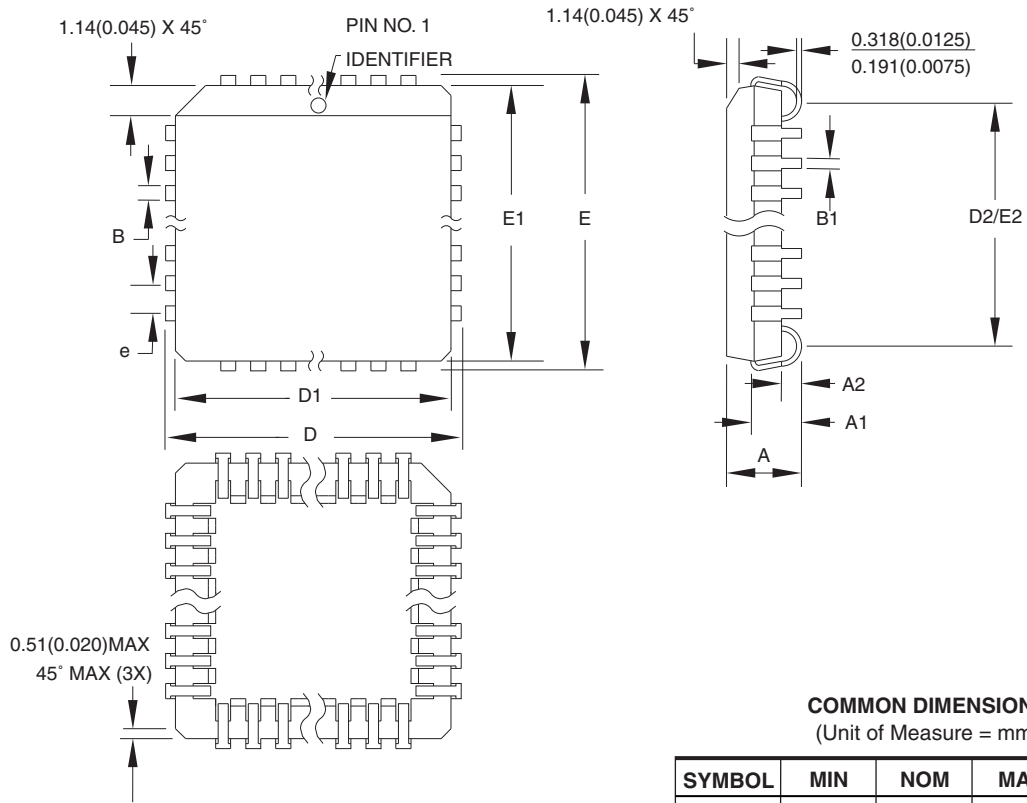 1.14(0.045) X 45˚
PIN NO. 1
IDENTIFIER
1.14(0.045) X 45˚
0.318(0.0125)
0.191(0.0075)
E1
E
B
e
B1
D2/E2
D1
D
A2
A1
A
0.51(0.020)MAX
45˚ MAX (3X)
COMMON DIMENSION
(Unit of Measure = mm
SYMBOL MIN NOM MA